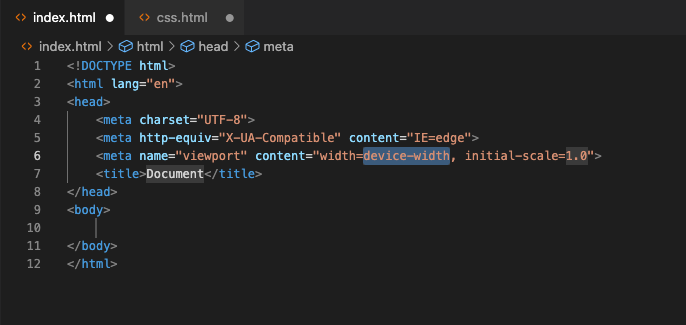 index.html css.html
index.html > html > head > meta
1 <!DOCTYPE html>
2 <html lang="en">
3 <head>
4 <meta charset="UTF-8">
5 <meta http-equiv="X-UA-Compatible" content="IE=edge">
6 <meta name="viewport" content="width=device-width, initial-scale=1.0">
7 <title>Document</title>
8 </head>
9 <body>
10
11 </body>
12 </html>